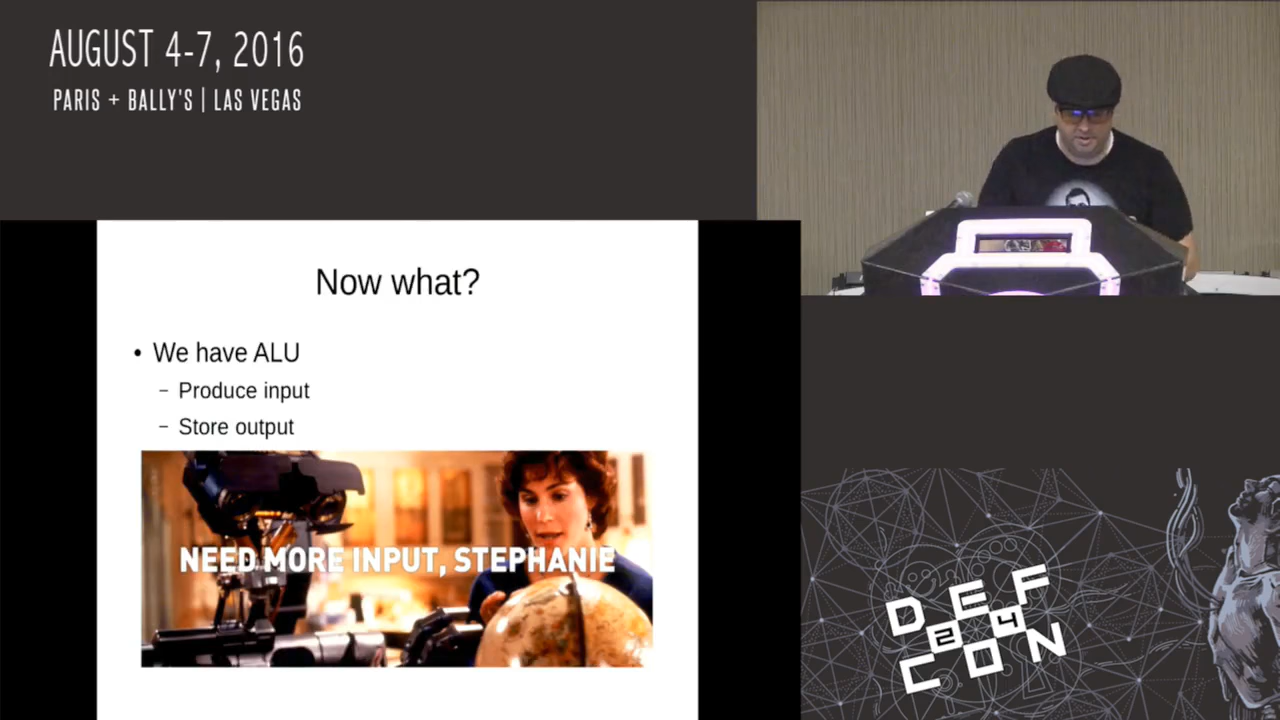 AUGUST 4-7, 2016
PARIS + BALLY'S | LAS VEGAS
Now what?
• We have ALU
– Produce input
– Store output
NEED MORE INPUT, STEPHANIE
DEF
24
CON